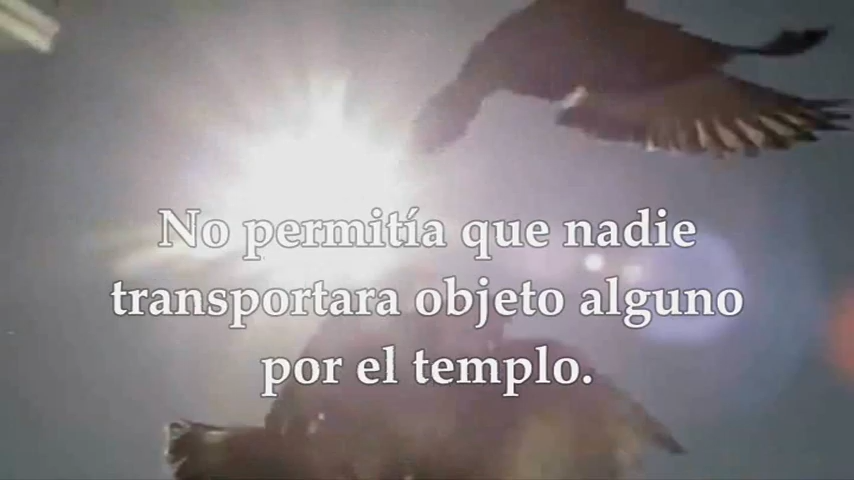 No permitía que nadie
transportara objeto alguno
por el templo.